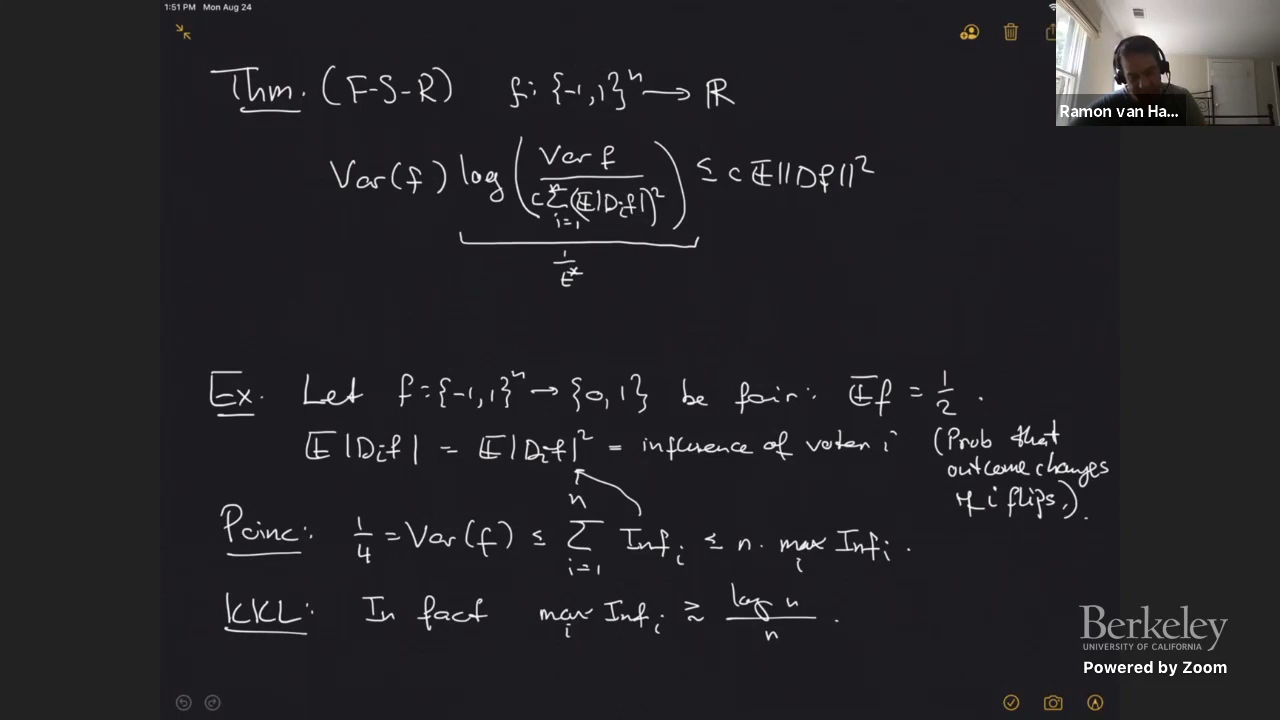 1:51 PM Mon Aug 24
Thm. (F-S-R) f: {-1,1}^n → ℝ
Var(f) log( Var f / c Σ_{i=1}^n (𝔼|D_i f|)^2 ) ≤ c 𝔼||Df||^2
Ramon van Ha...
Ex. Let f: {-1,1}^n → {0,1} be fair: 𝔼f = 1/2.
𝔼|D_i f| = 𝔼|D_i f|^2 = influence of voter i (Prob that
outcome changes
if i flips.).
Poinc: 1/4 = Var(f) ≤ Σ_{i=1}^n Inf_i ≤ n · max_i Inf_i.
KKL: In fact max_i Inf_i ≳ log n / n.
Berkeley
UNIVERSITY OF CALIFORNIA
Powered by Zoom